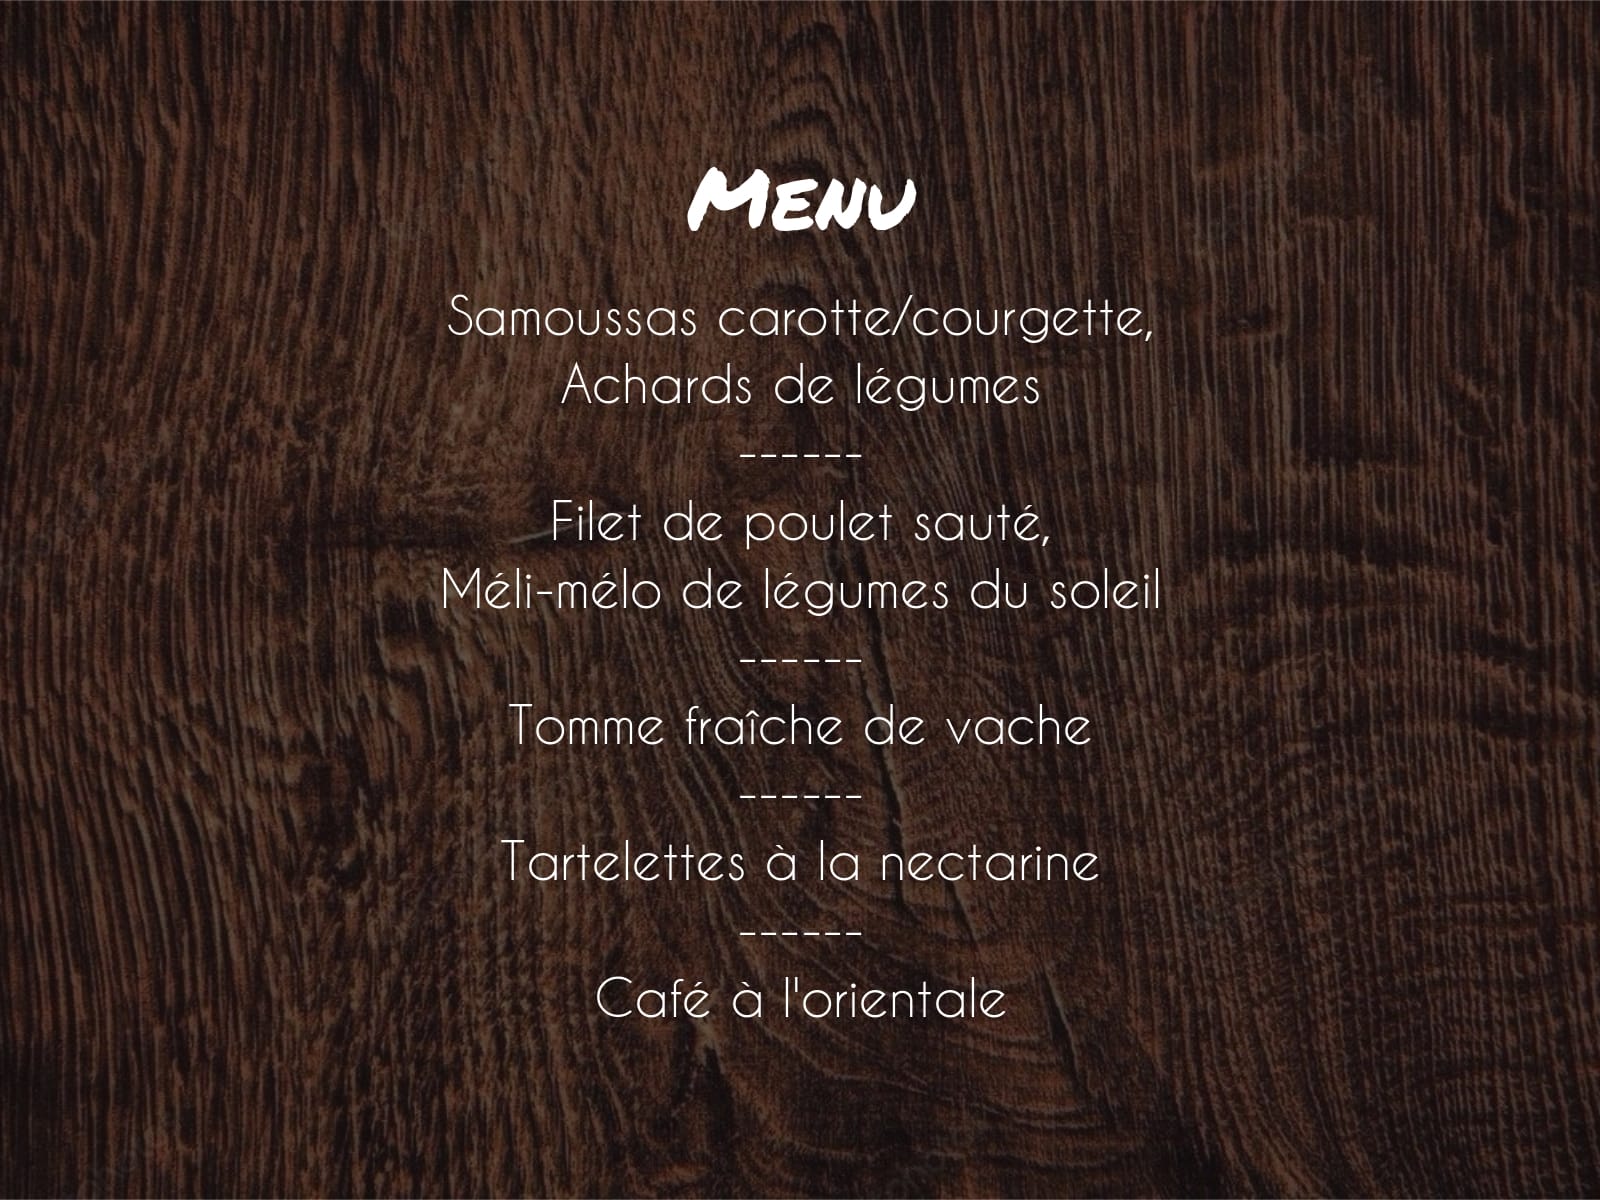 Menu
Samoussas carotte/courgette,
Achards de légumes
------
Filet de poulet sauté,
Méli-mélo de légumes du soleil
------
Tomme fraîche de vache
------
Tartelettes à la nectarine
------
Café à l'orientale